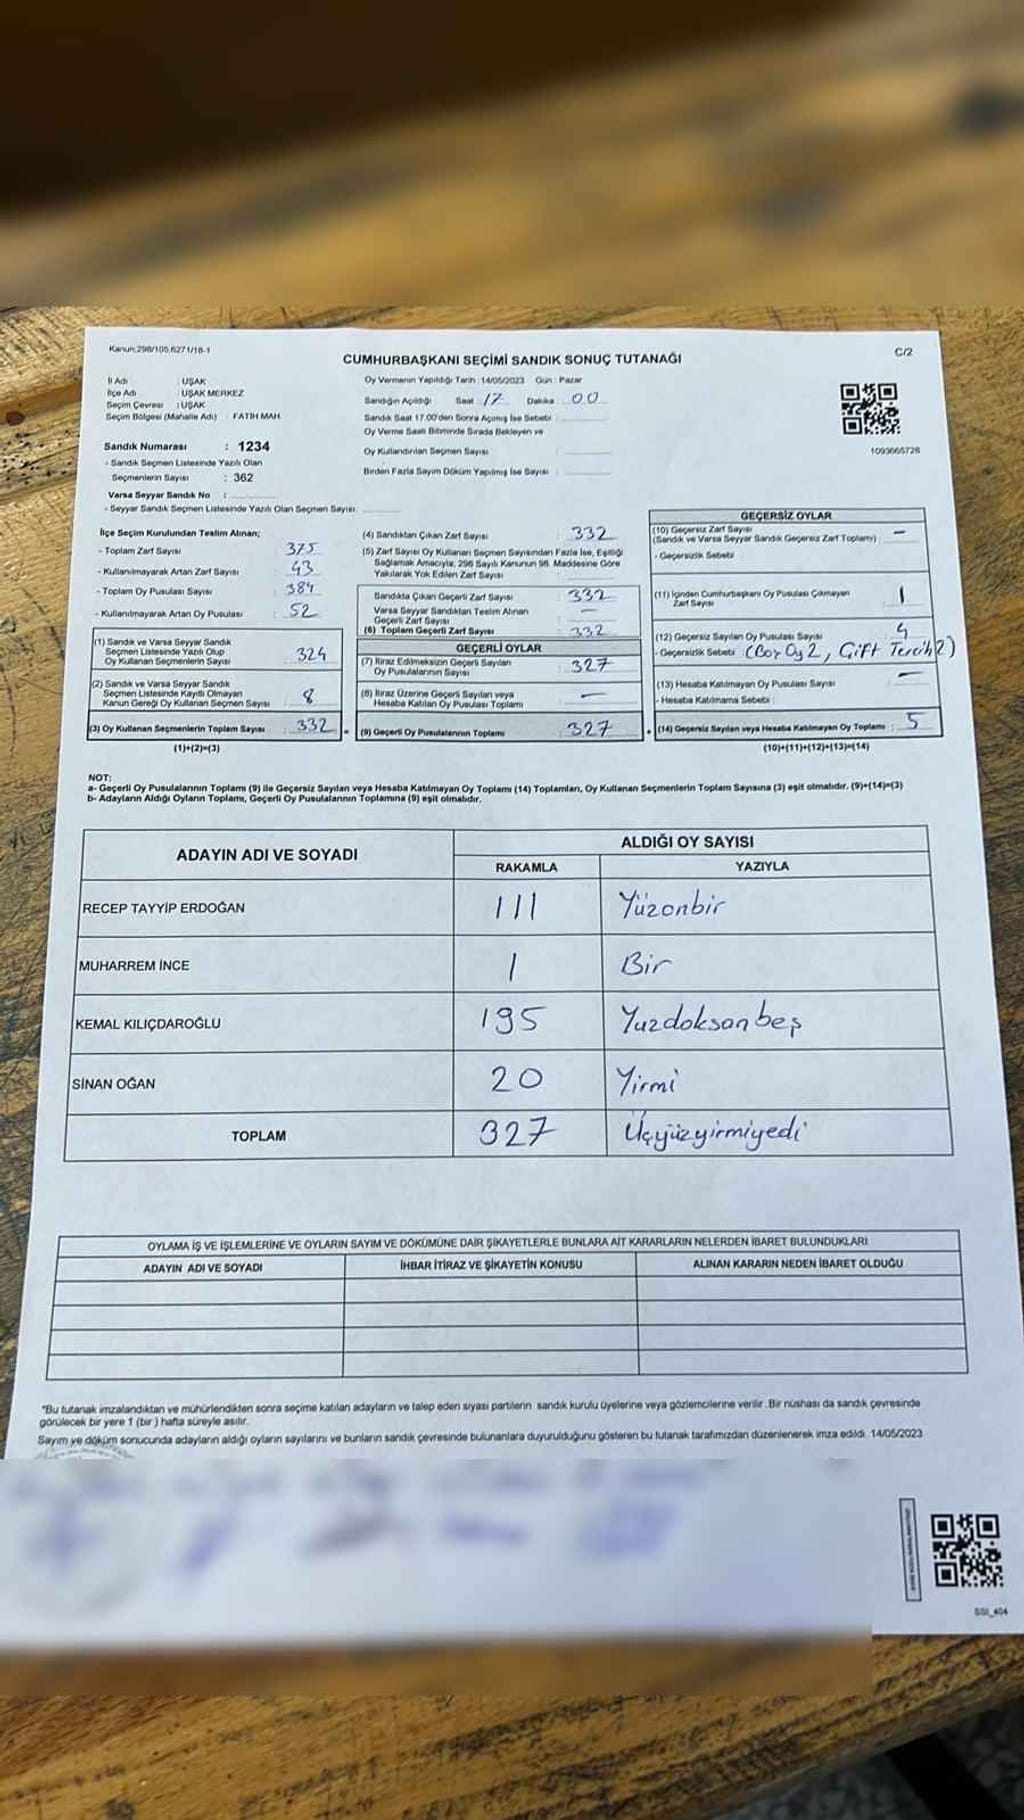 Kanun:298/105,6271/18-1
CUMHURBAŞKANI SEÇİMİ SANDIK SONUÇ TUTANAĞI
C/2
İl Adı : UŞAK
İlçe Adı : UŞAK MERKEZ
Seçim Çevresi : UŞAK
Seçim Bölgesi (Mahalle Adı) : FATİH MAH.
Oy Vermenin Yapıldığı Tarih :14/05/2023 Gün : Pazar
Sandığın Açıldığı Saat : 17 Dakika : 00
Sandık Saat 17.00'den Sonra Açılmış İse Sebebi :
Oy Verme Saati Bitiminde Sırada Bekleyen ve
Oy Kullandırılan Seçmen Sayısı
Birden Fazla Sayım Döküm Yapılmış İse Sayısı :
1093665726
Sandık Numarası : 1234
- Sandık Seçmen Listesinde Yazılı Olan
Seçmenlerin Sayısı : 362
Varsa Seyyar Sandık No :
- Seyyar Sandık Seçmen Listesinde Yazılı Olan Seçmen Sayısı:
İlçe Seçim Kurulundan Teslim Alınan;
- Toplam Zarf Sayısı : 375
- Kullanılmayarak Artan Zarf Sayısı : 43
- Toplam Oy Pusulası Sayısı : 384
- Kullanılmayarak Artan Oy Pusulası : 52
(1) Sandık ve Varsa Seyyar Sandık
Seçmen Listesinde Yazılı Olup
Oy Kullanan Seçmenlerin Sayısı : 324
(2) Sandık ve Varsa Seyyar Sandık
Seçmen Listesinde Kayıtlı Olmayan
Kanun Gereği Oy Kullanan Seçmen Sayısı : 8
(3) Oy Kullanan Seçmenlerin Toplam Sayısı : 332
(1)+(2)=(3)
(4) Sandıktan Çıkan Zarf Sayısı : 332
(5) Zarf Sayısı Oy Kullanan Seçmen Sayısından Fazla İse, Eşitliği
Sağlamak Amacıyla, 298 Sayılı Kanunun 98. Maddesine Göre
Yakılarak Yok Edilen Zarf Sayısı :
Sandıkta Çıkan Geçerli Zarf Sayısı : 332
Varsa Seyyar Sandıktan Teslim Alınan
Geçerli Zarf Sayısı : —
(6) Toplam Geçerli Zarf Sayısı : 332
GEÇERLİ OYLAR
(7) İtiraz Edilmeksizin Geçerli Sayılan
Oy Pusulalarının Sayısı : 327
(8) İtiraz Üzerine Geçerli Sayılan veya
Hesaba Katılan Oy Pusulası Toplamı : —
(9) Geçerli Oy Pusulalarının Toplamı : 327
GEÇERSİZ OYLAR
(10) Geçersiz Zarf Sayısı
(Sandık ve Varsa Seyyar Sandık Geçersiz Zarf Toplamı) : —
- Geçersizlik Sebebi :
(11) İçinden Cumhurbaşkanı Oy Pusulası Çıkmayan
Zarf Sayısı : 1
(12) Geçersiz Sayılan Oy Pusulası Sayısı : 4
- Geçersizlik Sebebi : (Boş Oy 2, Çift Tercih 2)
(13) Hesaba Katılmayan Oy Pusulası Sayısı : —
- Hesaba Katılmama Sebebi :
(14) Geçersiz Sayılan veya Hesaba Katılmayan Oy Toplamı : 5
(10)+(11)+(12)+(13)=(14)
NOT:
a- Geçerli Oy Pusulalarının Toplamı (9) ile Geçersiz Sayılan veya Hesaba Katılmayan Oy Toplamı (14) Toplamları, Oy Kullanan Seçmenlerin Toplam Sayısına (3) eşit olmalıdır. (9)+(14)=(3)
b- Adayların Aldığı Oyların Toplamı, Geçerli Oy Pusulalarının Toplamına (9) eşit olmalıdır.
ADAYIN ADI VE SOYADI
ALDIĞI OY SAYISI
RAKAMLA YAZIYLA
RECEP TAYYİP ERDOĞAN 111 Yüzonbir
MUHARREM İNCE 1 Bir
KEMAL KILIÇDAROĞLU 195 Yuzdoksanbeş
SİNAN OĞAN 20 Yirmi
TOPLAM 327 Üçyüzyirmiyedi
OYLAMA İŞ VE İŞLEMLERİNE VE OYLARIN SAYIM VE DÖKÜMÜNE DAİR ŞİKAYETLERLE BUNLARA AİT KARARLARIN NELERDEN İBARET BULUNDUKLARI
ADAYIN ADI VE SOYADI İHBAR İTİRAZ VE ŞİKAYETİN KONUSU ALINAN KARARIN NEDEN İBARET OLDUĞU
"Bu tutanak imzalandıktan ve mühürlendikten sonra seçime katılan adayların ve talep eden siyasi partilerin sandık kurulu üyelerine veya gözlemcilerine verilir. Bir nüshası da sandık çevresinde
görülecek bir yere 1 (bir) hafta süreyle asılır.
Sayım ve döküm sonucunda adayların aldığı oyların sayılarını ve bunların sandık çevresinde bulunanlara duyurulduğunu gösteren bu tutanak tarafımızdan düzenlenerek imza edildi. 14/05/2023
SSI_404